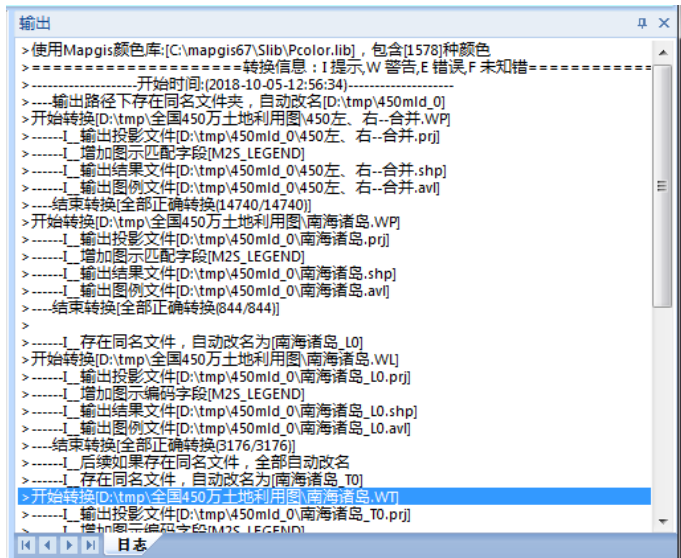 输出
>使用Mapgis颜色库:[C:\mapgis67\Slib\Pcolor.lib]，包含[1578]种颜色
>=====================转换信息：I 提示,W 警告,E 错误,F 未知错============
>--------------------开始时间:(2018-10-05-12:56:34)--------------------
>----输出路径下存在同名文件夹，自动改名[D:\tmp\450mld_0]
>开始转换[D:\tmp\全国450万土地利用图\450左、右--合并.WP]
>------I__输出投影文件[D:\tmp\450mld_0\450左、右--合并.prj]
>------I__增加图示匹配字段[M2S_LEGEND]
>------I__输出结果文件[D:\tmp\450mld_0\450左、右--合并.shp]
>------I__输出图例文件[D:\tmp\450mld_0\450左、右--合并.avl]
>----结束转换[全部正确转换(14740/14740)]
>开始转换[D:\tmp\全国450万土地利用图\南海诸岛.WP]
>------I__输出投影文件[D:\tmp\450mld_0\南海诸岛.prj]
>------I__增加图示匹配字段[M2S_LEGEND]
>------I__输出结果文件[D:\tmp\450mld_0\南海诸岛.shp]
>------I__输出图例文件[D:\tmp\450mld_0\南海诸岛.avl]
>----结束转换[全部正确转换(844/844)]
>
>------I__存在同名文件，自动改名为[南海诸岛_L0]
>开始转换[D:\tmp\全国450万土地利用图\南海诸岛.WL]
>------I__输出投影文件[D:\tmp\450mld_0\南海诸岛_L0.prj]
>------I__增加图示编码字段[M2S_LEGEND]
>------I__输出结果文件[D:\tmp\450mld_0\南海诸岛_L0.shp]
>------I__输出图例文件[D:\tmp\450mld_0\南海诸岛_L0.avl]
>----结束转换[全部正确转换(3176/3176)]
>------I__后续如果存在同名文件，全部自动改名
>------I__存在同名文件，自动改名为[南海诸岛_T0]
>开始转换[D:\tmp\全国450万土地利用图\南海诸岛.WT]
>------I__输出投影文件[D:\tmp\450mld_0\南海诸岛_T0.prj]
>------I__增加图示编码字段[M2S_LEGEND]
日志